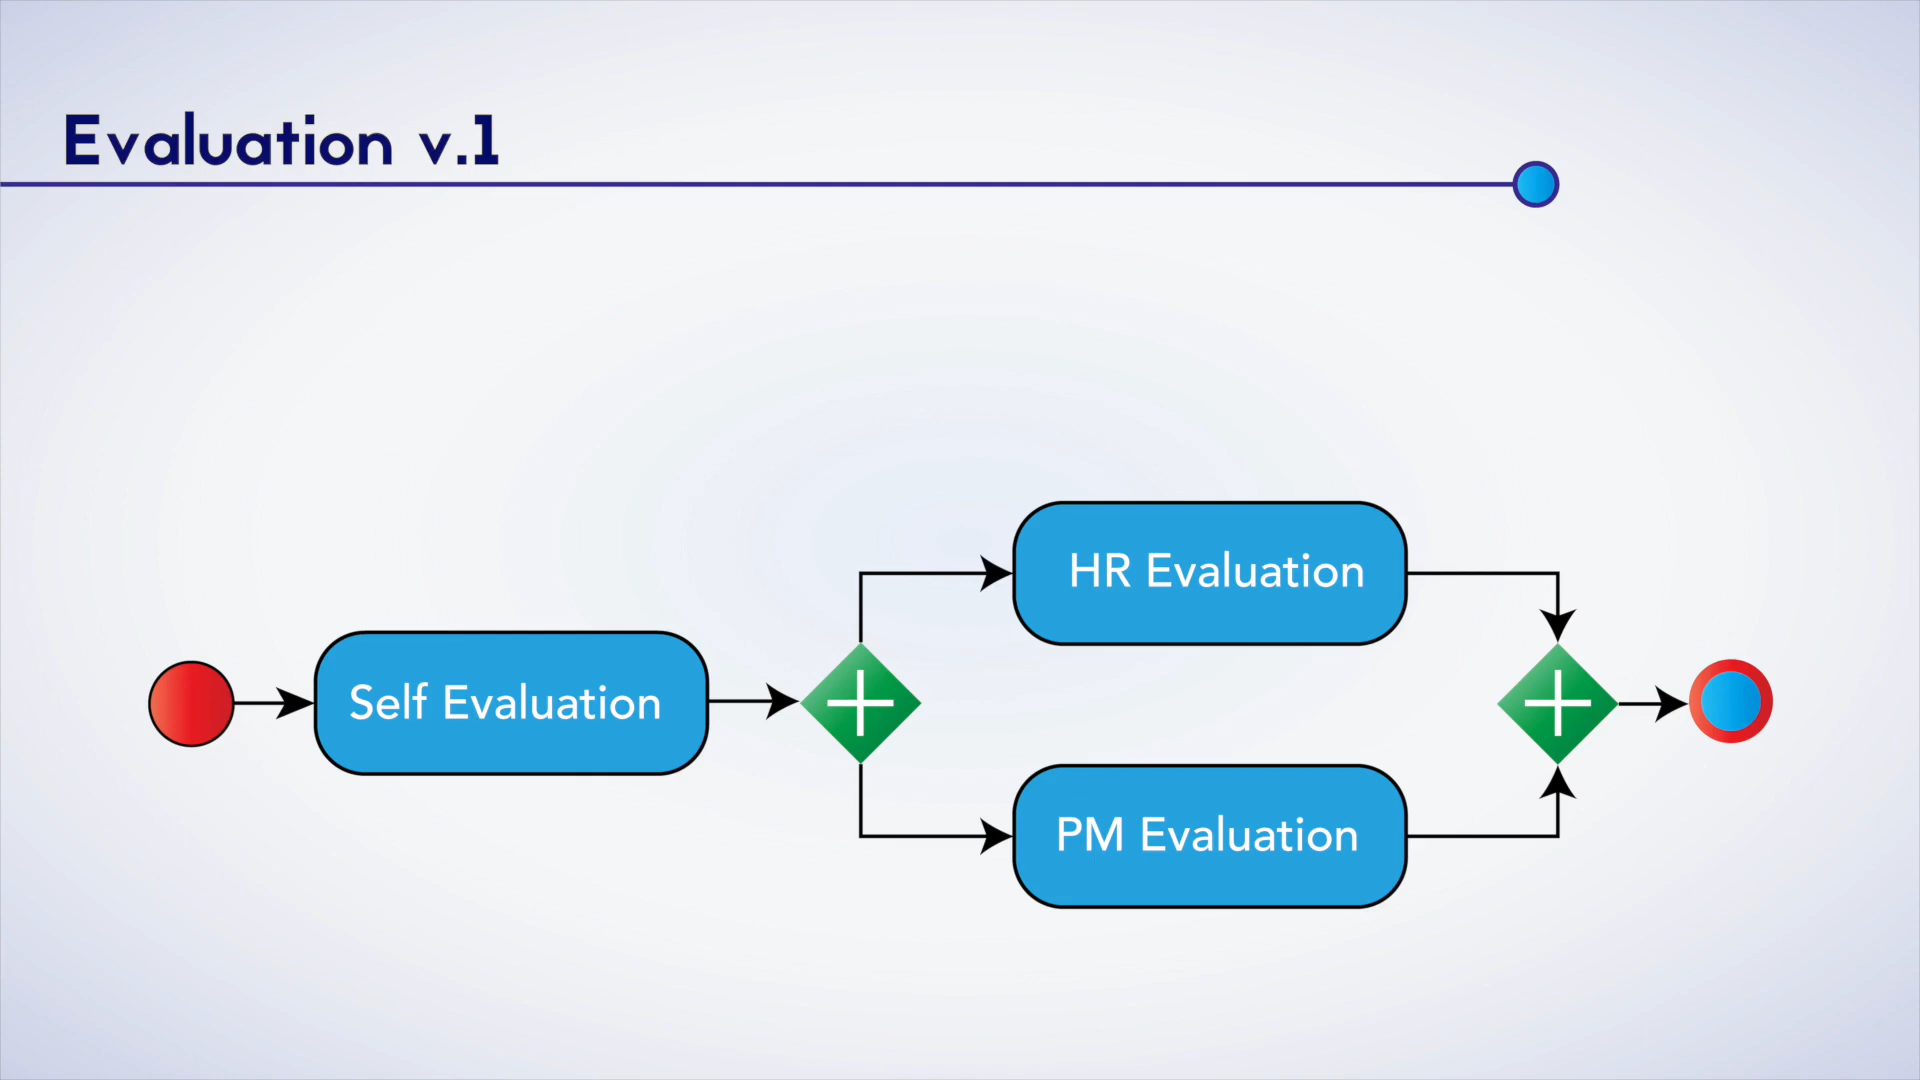 Evaluation v.1
HR Evaluation
Self Evaluation
PM Evaluation